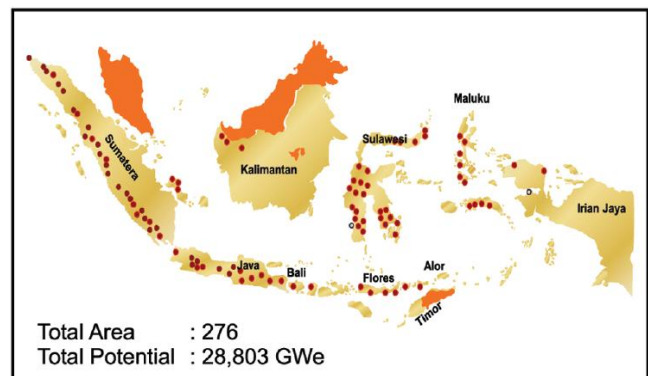 Maluku
Sulawesi
Sumatera
Kalimantan
Irian Jaya
Java
Bali
Flores
Alor
Timor
Total Area : 276
Total Potential : 28,803 GWe